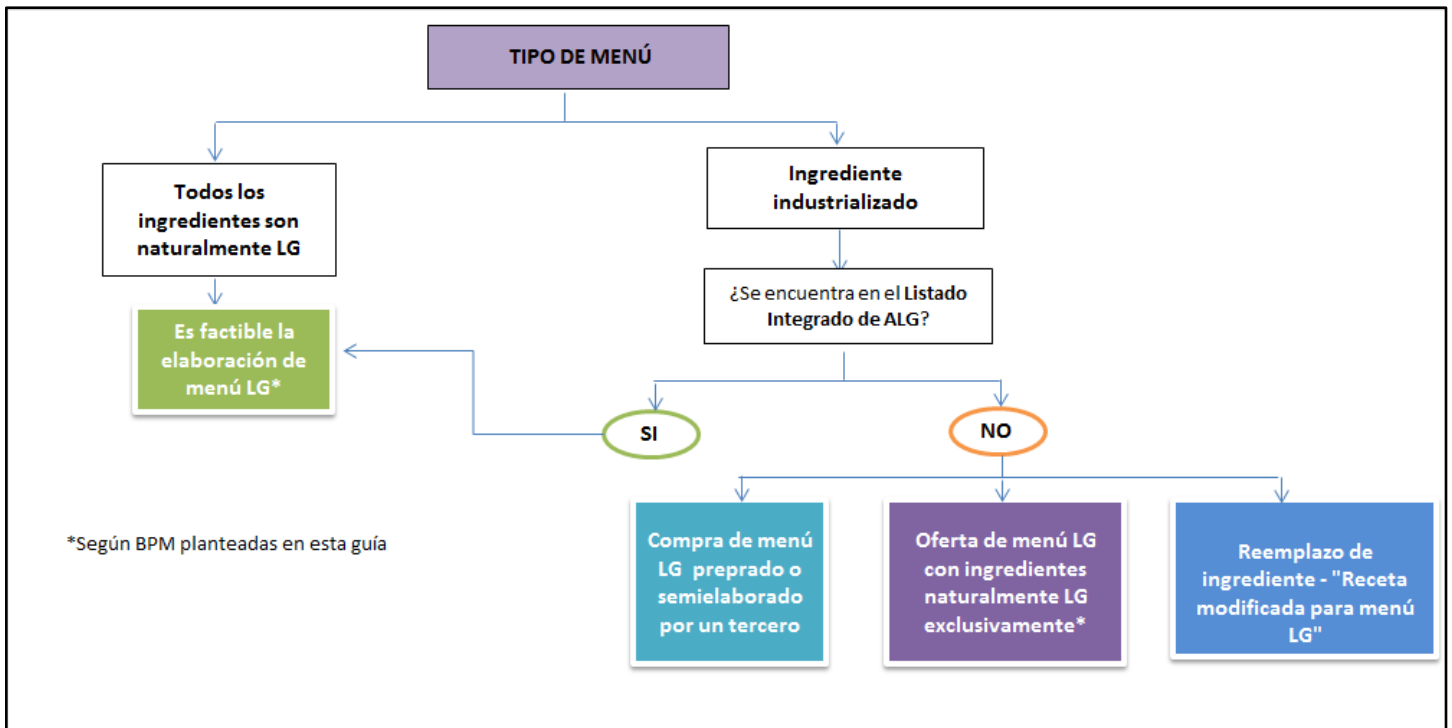 TIPO DE MENÚ
Todos los
ingredientes son
naturalmente LG
Ingrediente
industrializado
Es factible la
elaboración de
menú LG*
¿Se encuentra en el Listado
Integrado de ALG?
SI
NO
Compra de menú
LG preprado o
semielaborado
por un tercero
Oferta de menú LG
con ingredientes
naturalmente LG
exclusivamente*
Reemplazo de
ingrediente - "Receta
modificada para menú
LG"
*Según BPM planteadas en esta guía